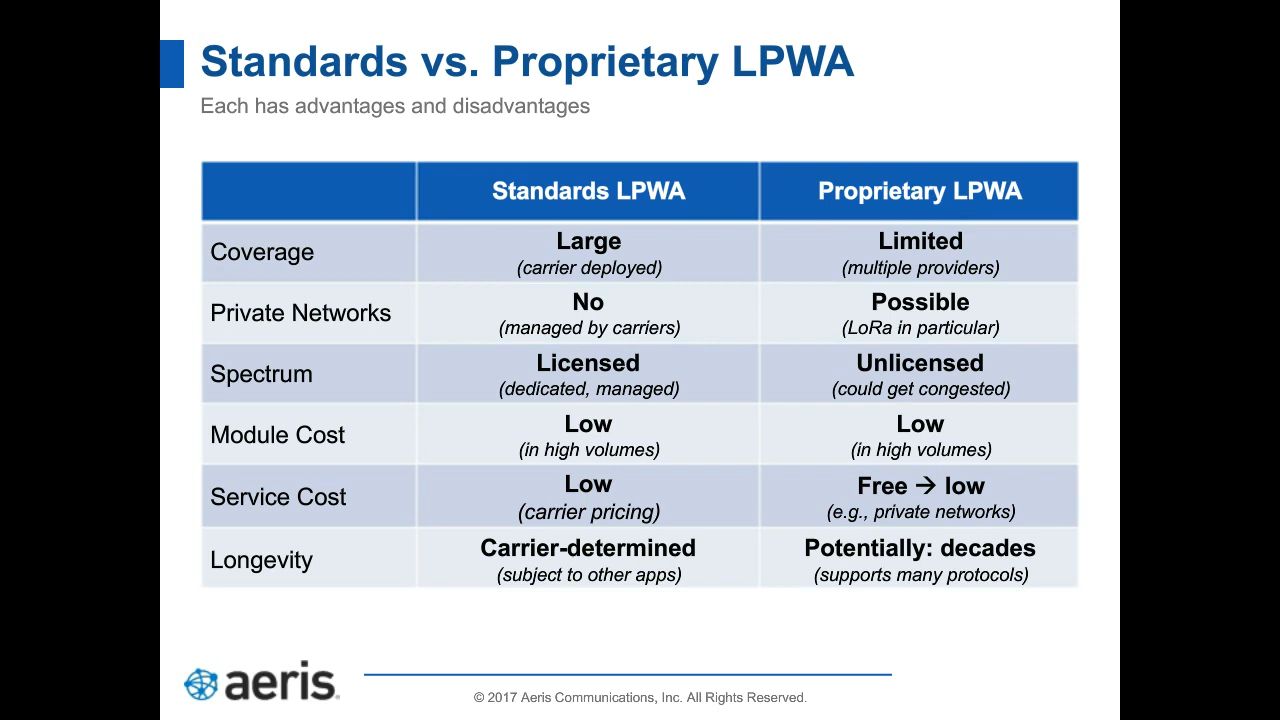 Standards vs. Proprietary LPWA
Each has advantages and disadvantages
Standards LPWA
Proprietary LPWA
Coverage
Large
(carrier deployed)
Limited
(multiple providers)
Private Networks
No
(managed by carriers)
Possible
(LoRa in particular)
Spectrum
Licensed
(dedicated, managed)
Unlicensed
(could get congested)
Module Cost
Low
(in high volumes)
Low
(in high volumes)
Service Cost
Low
(carrier pricing)
Free → low
(e.g., private networks)
Longevity
Carrier-determined
(subject to other apps)
Potentially: decades
(supports many protocols)
aeris
© 2017 Aeris Communications, Inc. All Rights Reserved.